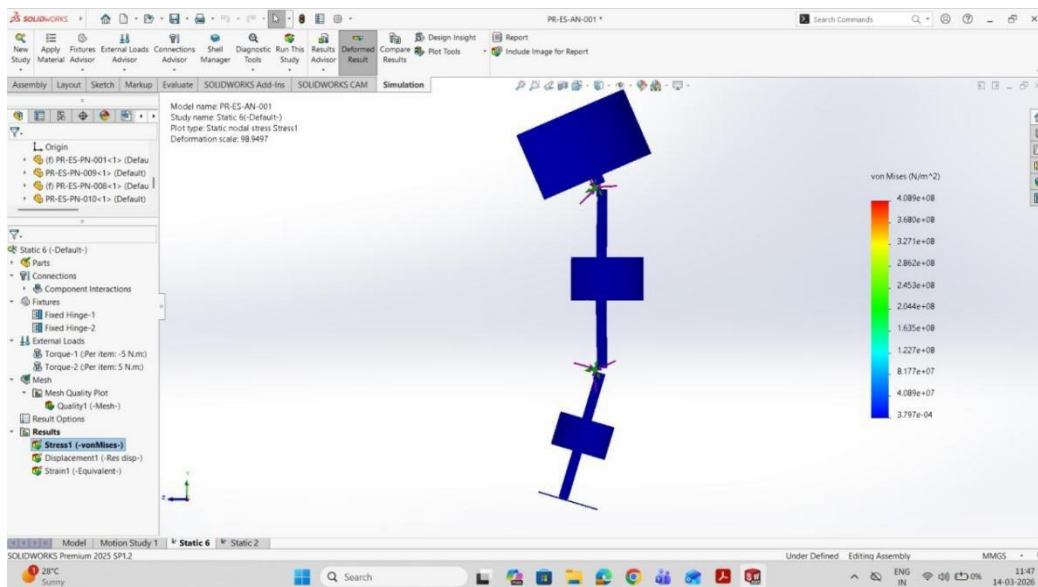 SOLIDWORKS
PR-ES-AN-001 *
Search Commands
New Study
Apply Material
Fixtures Advisor
External Loads Advisor
Connections Advisor
Shell Manager
Diagnostic Tools
Run This Study
Results Advisor
Deformed Result
Compare Results
Design Insight
Plot Tools
Report
Include Image for Report
Assembly Layout Sketch Markup Evaluate SOLIDWORKS Add-Ins SOLIDWORKS CAM Simulation
Model name: PR-ES-AN-001
Study name: Static 6(-Default-)
Plot type: Static nodal stress Stress1
Deformation scale: 98.9497
Origin
(f) PR-ES-PN-001<1> (Defau
PR-ES-PN-009<1> (Default)
(f) PR-ES-PN-008<1> (Defau
PR-ES-PN-010<1> (Default)
Static 6 (-Default-)
Parts
Connections
Component Interactions
Fixtures
Fixed Hinge-1
Fixed Hinge-2
External Loads
Torque-1 (:Per item: -5 N.m:)
Torque-2 (:Per item: 5 N.m:)
Mesh
Mesh Quality Plot
Quality1 (-Mesh-)
Result Options
Results
Stress1 (-vonMises-)
Displacement1 (-Res disp-)
Strain1 (-Equivalent-)
von Mises (N/m^2)
4.089e+08
3.680e+08
3.271e+08
2.862e+08
2.453e+08
2.044e+08
1.635e+08
1.227e+08
8.177e+07
4.089e+07
3.797e-04
Y
Z
Model Motion Study 1 Static 6 Static 2
SOLIDWORKS Premium 2025 SP1.2
Under Defined Editing Assembly MMGS
28°C
Sunny
Search
ENG
IN
0%
11:47
14-03-2026